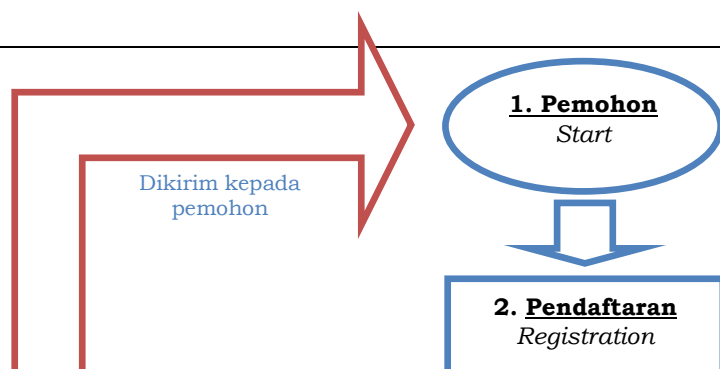 1. Pemohon
Start
Dikirim kepada
pemohon
2. Pendaftaran
Registration